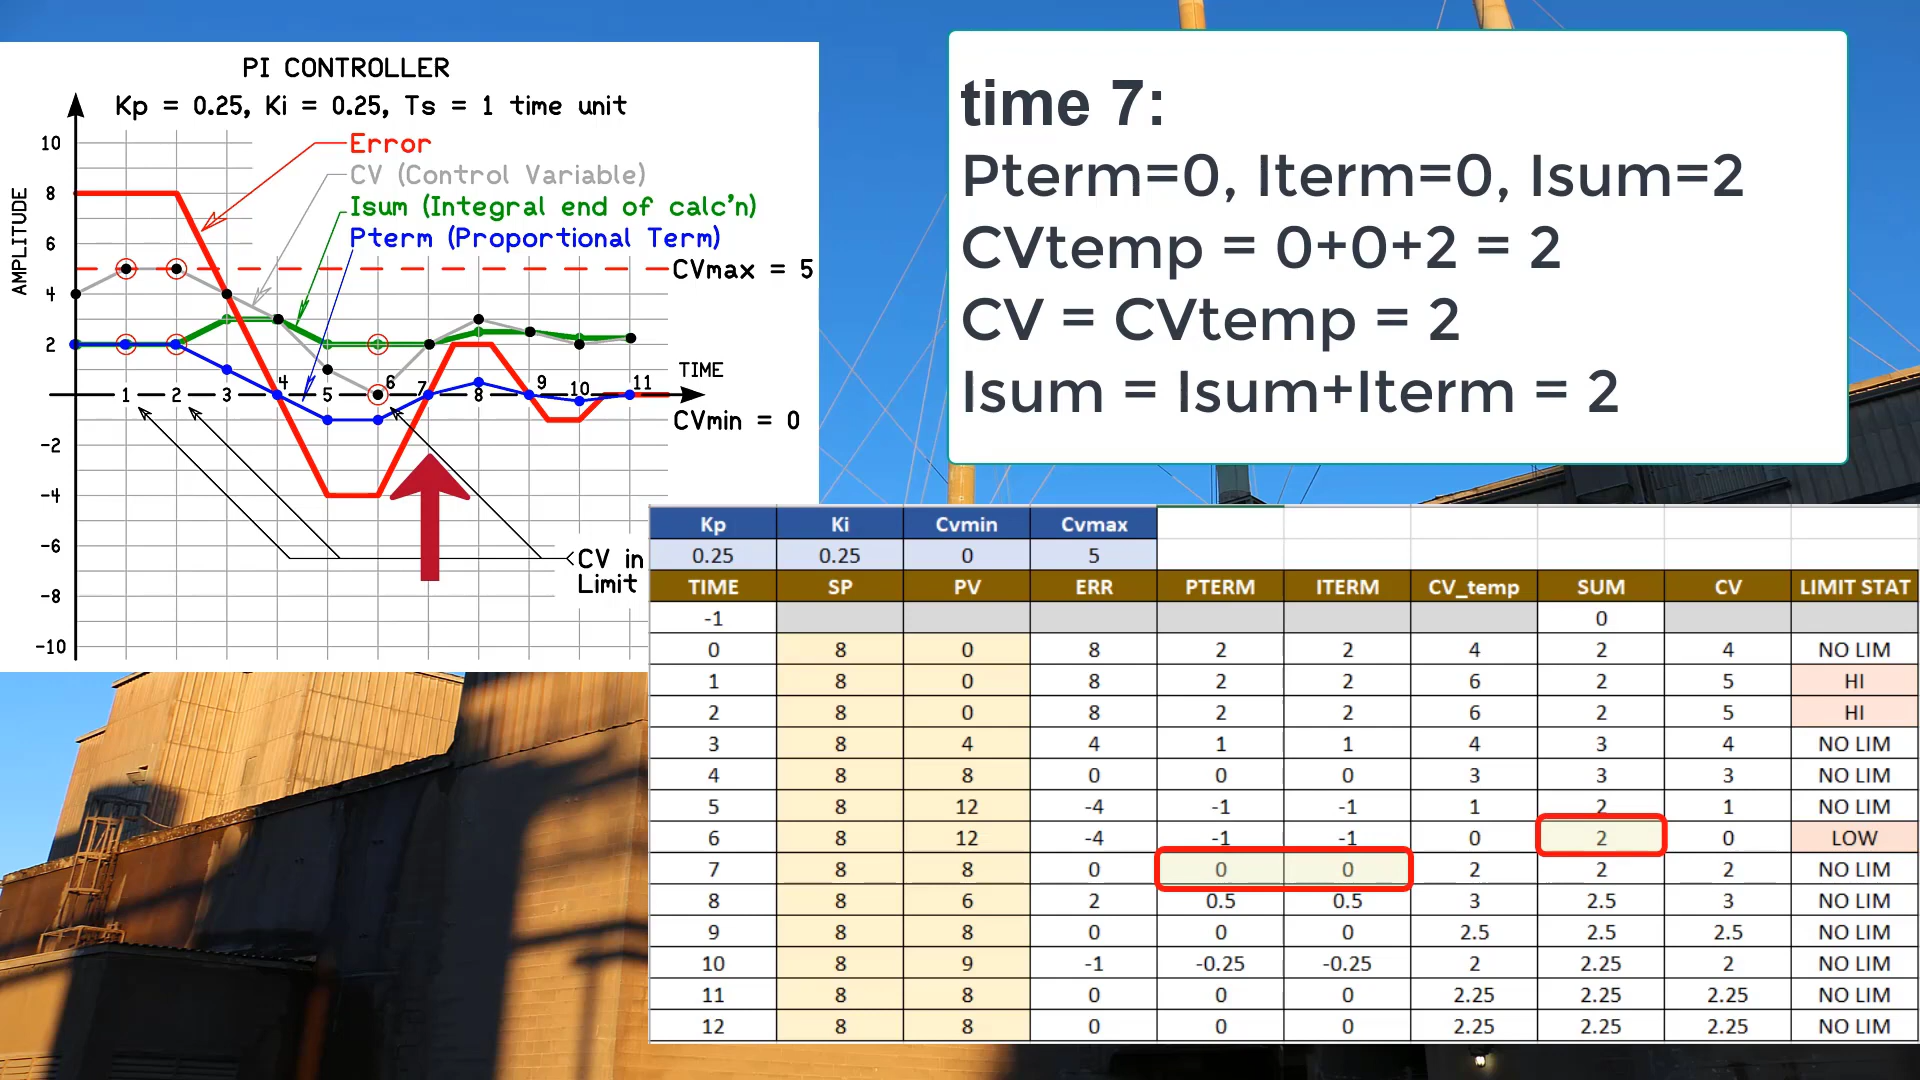 PI CONTROLLER
Kp = 0.25, Ki = 0.25, Ts = 1 time unit
Error
CV (Control Variable)
Isum (Integral end of calc'n)
Pterm (Proportional Term)
CVmax = 5
AMPLITUDE
10
8
6
4
2
-2
-4
-6
-8
-10
TIME
1 2 3 4 5 6 7 8 9 10 11
CVmin = 0
CV in
Limit
time 7:
Pterm=0, Iterm=0, Isum=2
CVtemp = 0+0+2 = 2
CV = CVtemp = 2
Isum = Isum+Iterm = 2
Kp Ki Cvmin Cvmax
0.25 0.25 0 5
TIME SP PV ERR PTERM ITERM CV_temp SUM CV LIMIT STAT
-1 0
0 8 0 8 2 2 4 2 4 NO LIM
1 8 0 8 2 2 6 2 5 HI
2 8 0 8 2 2 6 2 5 HI
3 8 4 4 1 1 4 3 4 NO LIM
4 8 8 0 0 0 3 3 3 NO LIM
5 8 12 -4 -1 -1 1 2 1 NO LIM
6 8 12 -4 -1 -1 0 2 0 LOW
7 8 8 0 0 0 2 2 2 NO LIM
8 8 6 2 0.5 0.5 3 2.5 3 NO LIM
9 8 8 0 0 0 2.5 2.5 2.5 NO LIM
10 8 9 -1 -0.25 -0.25 2 2.25 2 NO LIM
11 8 8 0 0 0 2.25 2.25 2.25 NO LIM
12 8 8 0 0 0 2.25 2.25 2.25 NO LIM